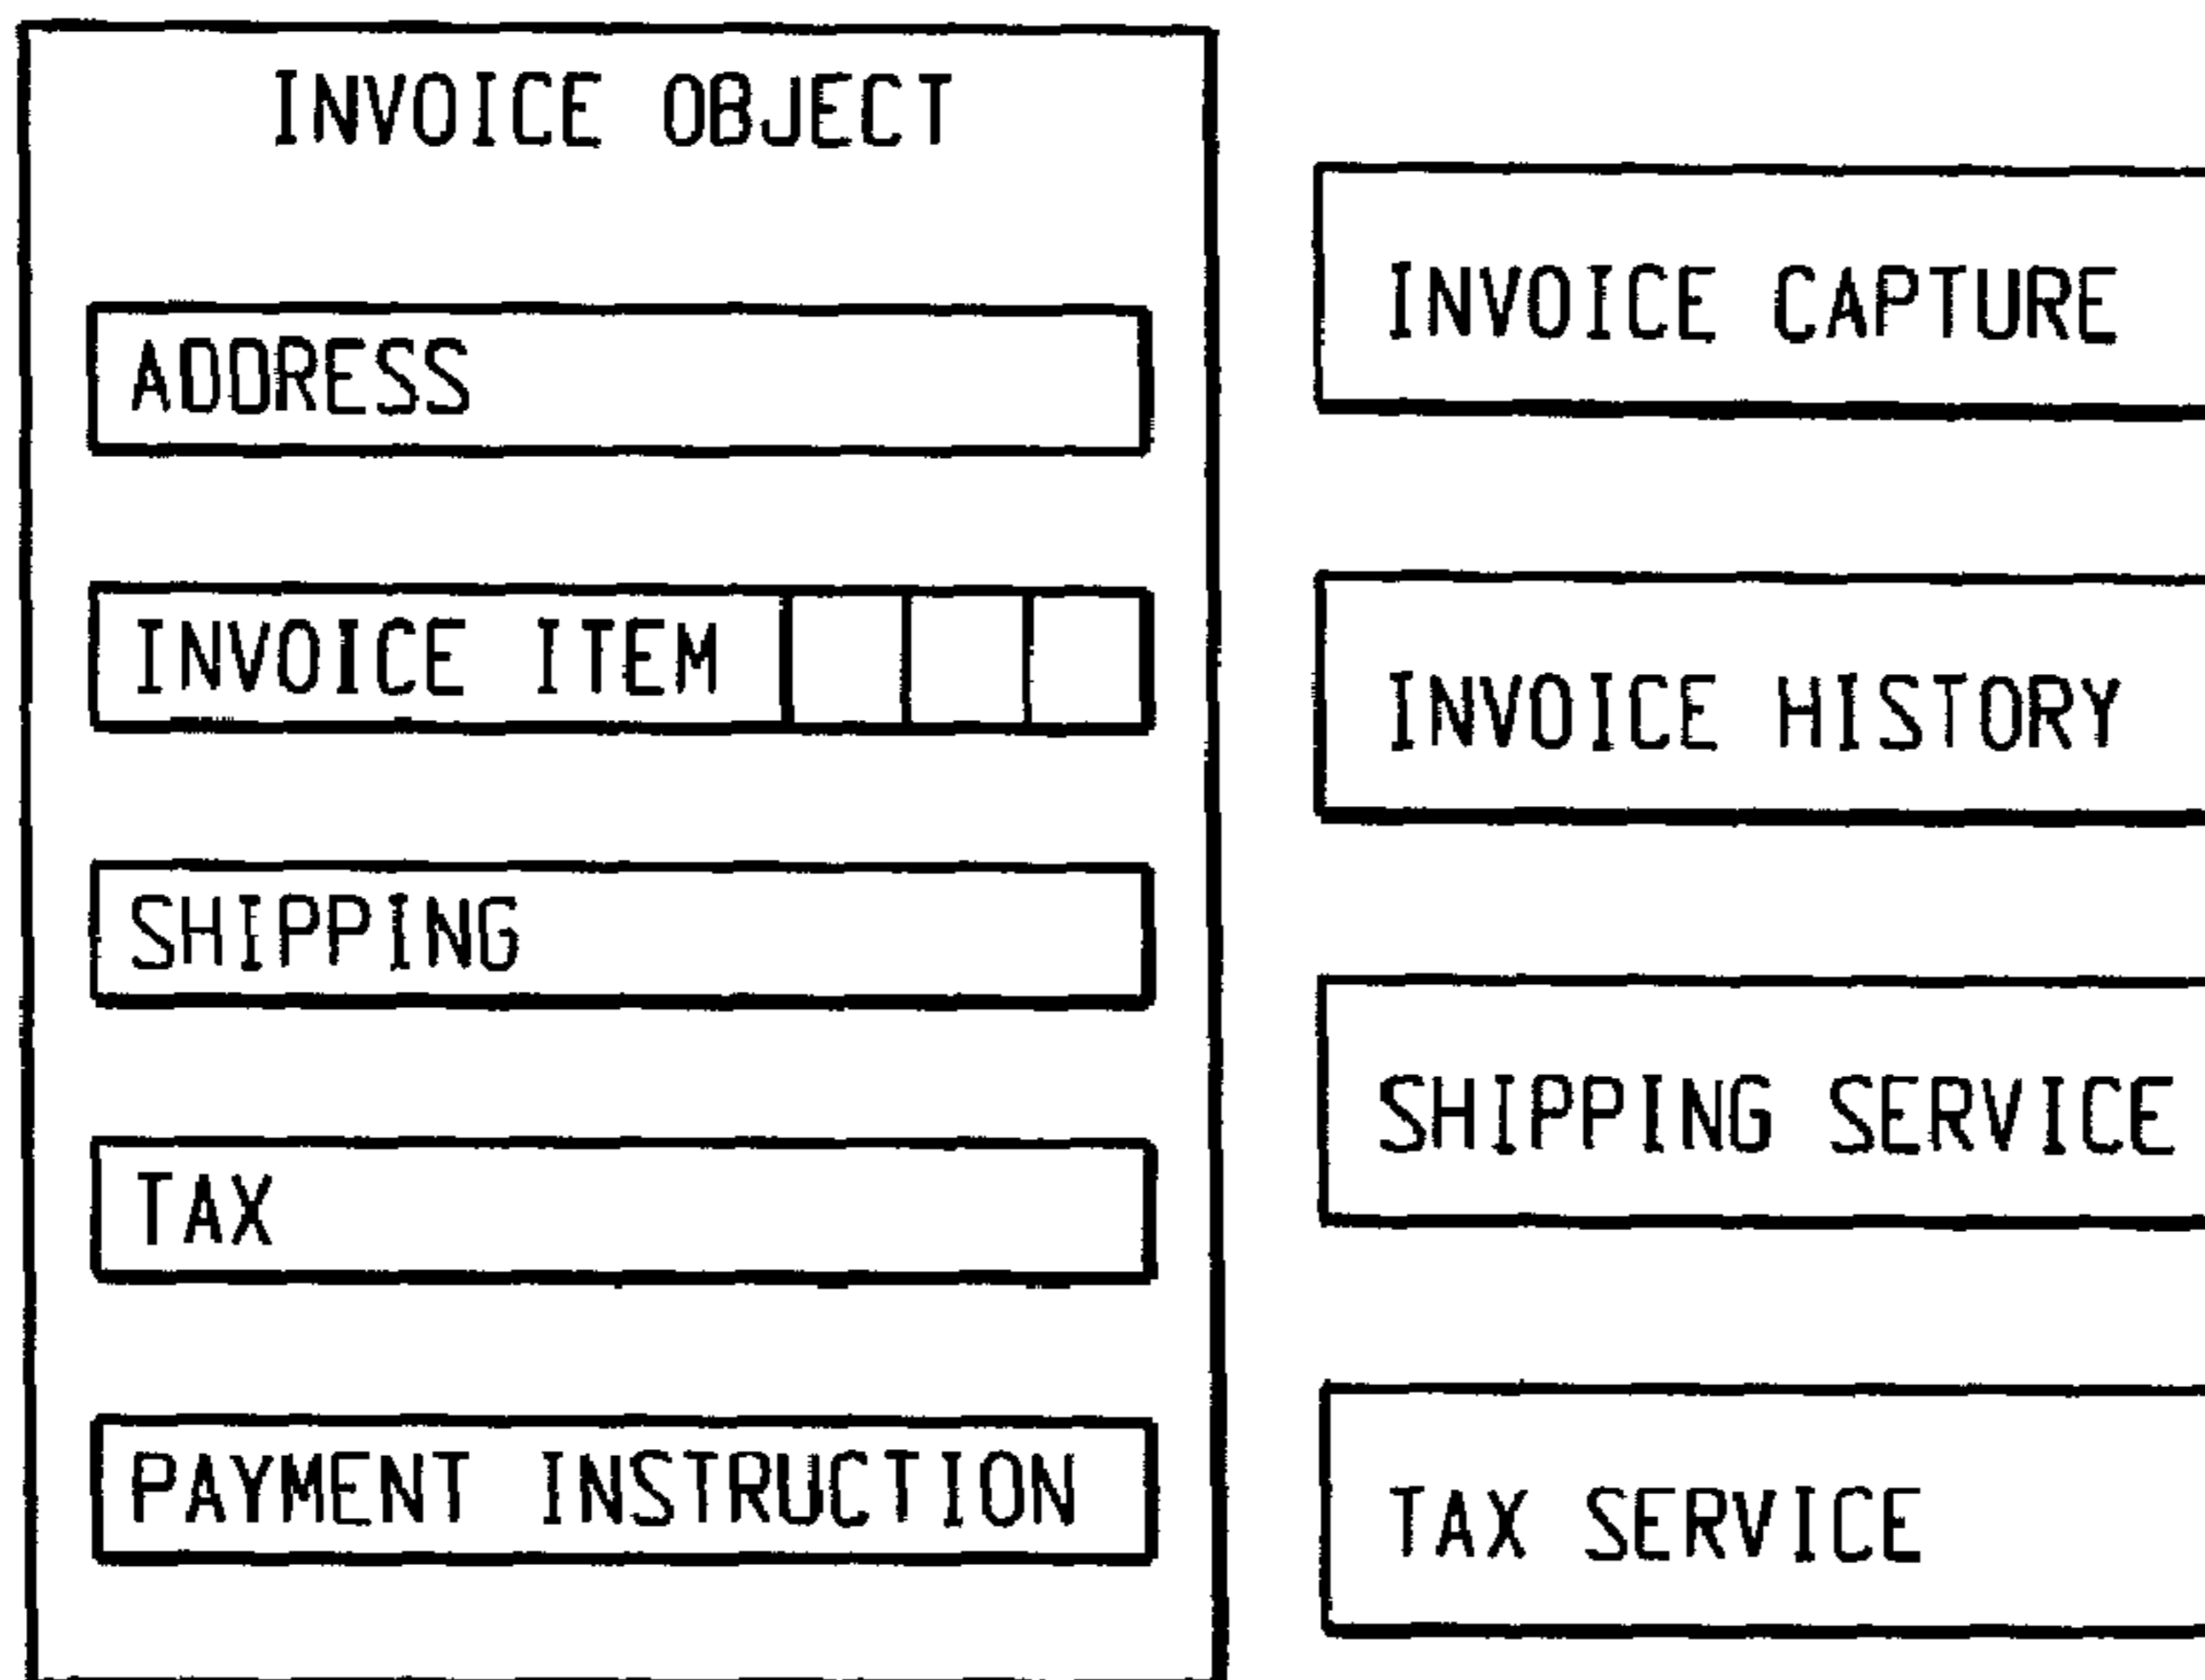 INVOICE OBJECT
ADDRESS
INVOICE ITEM
SHIPPING
TAX
PAYMENT INSTRUCTION
INVOICE CAPTURE
INVOICE HISTORY
SHIPPING SERVICE
TAX SERVICE